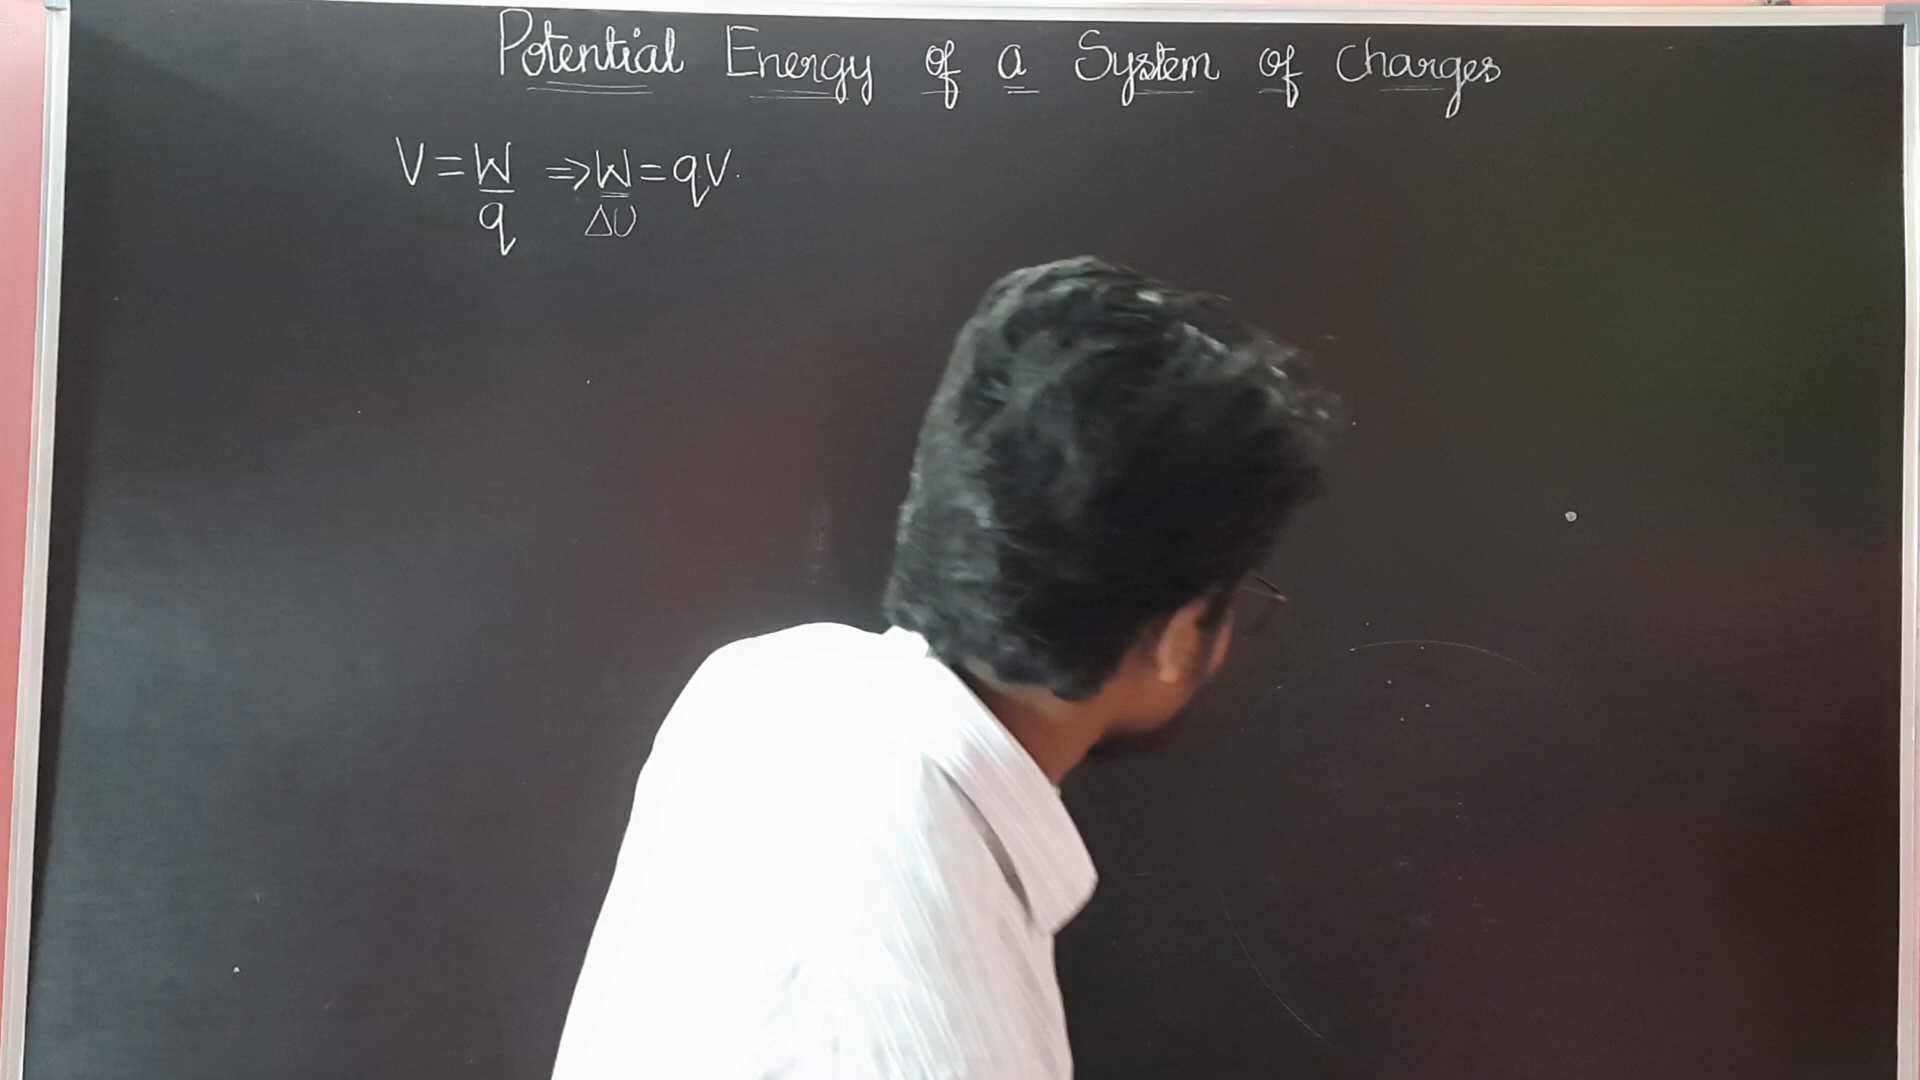 Potential Energy of a System of Charges
V = W/q ⇒ W = qV.
ΔU